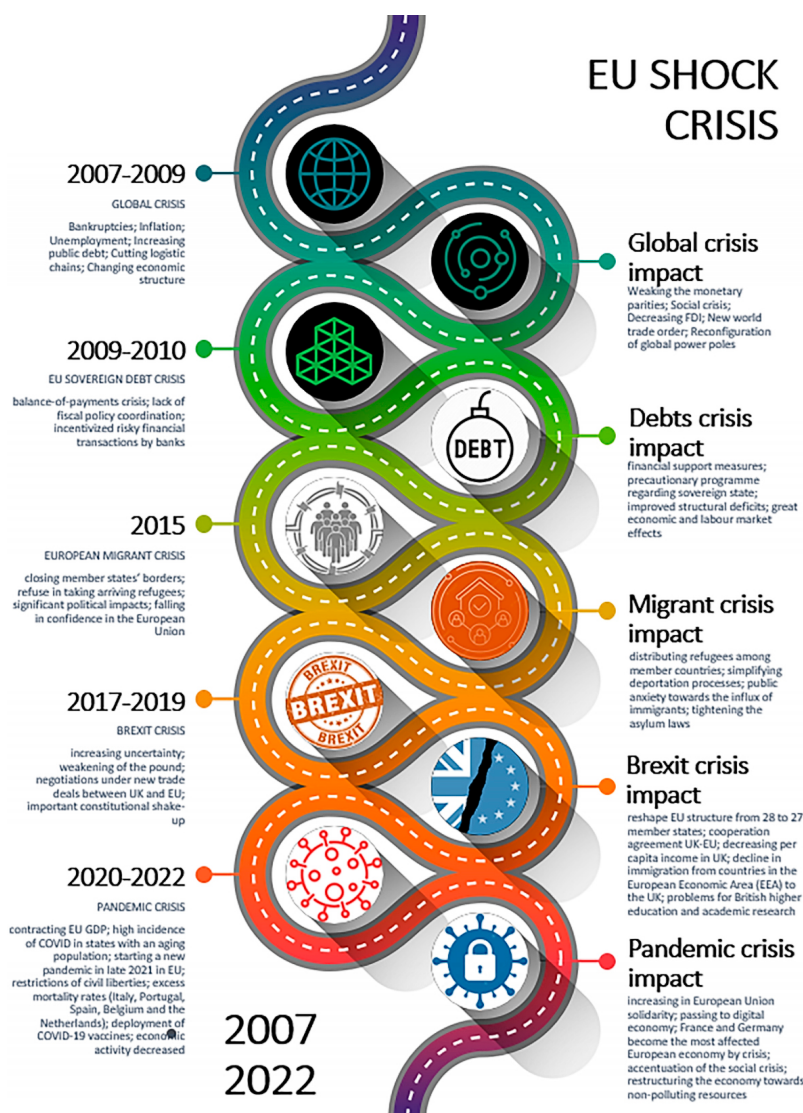 EU SHOCK
CRISIS
2007-2009
GLOBAL CRISIS
Bankruptcies; Inflation;
Unemployment; Increasing
public debt; Cutting logistic
chains; Changing economic
structure
Global crisis
impact
Weaking the monetary
parities; Social crisis;
Decreasing FDI; New world
trade order; Reconfiguration
of global power poles
2009-2010
EU SOVEREIGN DEBT CRISIS
balance-of-payments crisis; lack of
fiscal policy coordination;
incentivized risky financial
transactions by banks
DEBT
Debts crisis
impact
financial support measures;
precautionary programme
regarding sovereign state;
improved structural deficits; great
economic and labour market
effects
2015
EUROPEAN MIGRANT CRISIS
closing member states' borders;
refuse in taking arriving refugees;
significant political impacts; falling
in confidence in the European
Union
Migrant crisis
impact
distributing refugees among
member countries; simplifying
deportation processes; public
anxiety towards the influx of
immigrants; tightening the
asylum laws
2017-2019
BREXIT CRISIS
increasing uncertainty;
weakening of the pound;
negotiations under new trade
deals between UK and EU;
important constitutional shake-
up
BREXIT
BREXIT
BREXIT
Brexit crisis
impact
reshape EU structure from 28 to 27
member states; cooperation
agreement UK-EU; decreasing per
capita income in UK; decline in
immigration from countries in the
European Economic Area (EEA) to
the UK; problems for British higher
education and academic research
2020-2022
PANDEMIC CRISIS
contracting EU GDP; high incidence
of COVID in states with an aging
population; starting a new
pandemic in late 2021 in EU;
restrictions of civil liberties; excess
mortality rates (Italy, Portugal,
Spain, Belgium and the
Netherlands); deployment of
COVID-19 vaccines; economic
activity decreased
Pandemic crisis
impact
increasing in European Union
solidarity; passing to digital
economy; France and Germany
become the most affected
European economy by crisis;
accentuation of the social crisis;
restructuring the economy towards
non-polluting resources
2007
2022